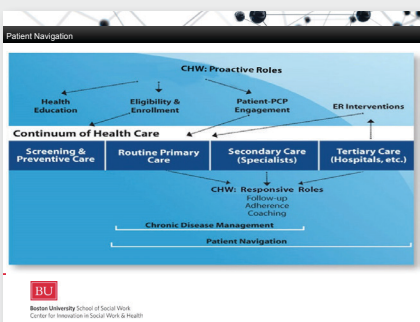 Patient Navigation
CHW: Proactive Roles
Health
Education
Eligibility &
Enrollment
Patient-PCP
Engagement
ER Interventions
Continuum of Health Care
Screening &
Preventive Care
Routine Primary
Care
Secondary Care
(Specialists)
Tertiary Care
(Hospitals, etc.)
CHW: Responsive Roles
Follow-up
Adherence
Coaching
Chronic Disease Management
Patient Navigation
BU
Boston University School of Social Work
Center for Innovation in Social Work & Health